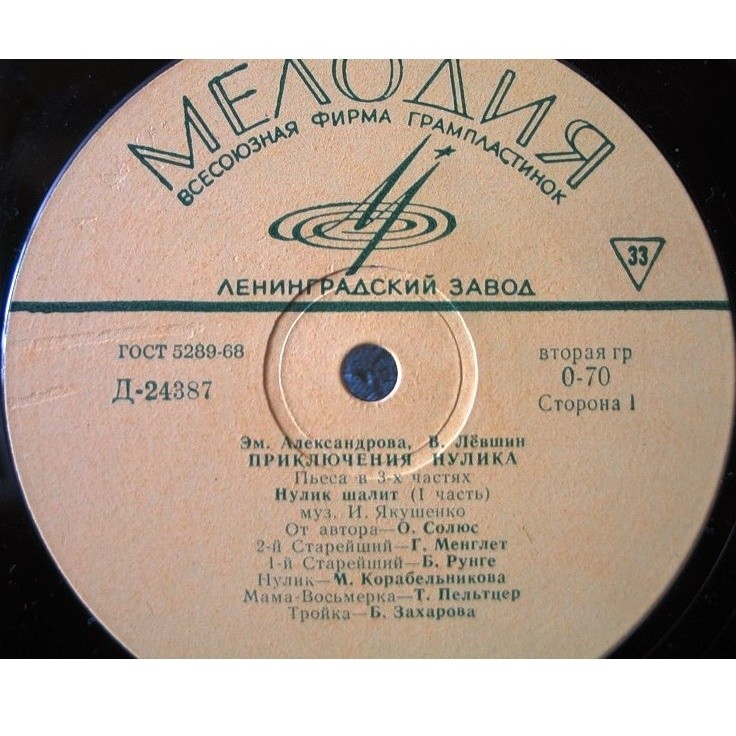 МЕЛОДИЯ
ВСЕСОЮЗНАЯ ФИРМА ГРАМПЛАСТИНОК
33
ЛЕНИНГРАДСКИЙ ЗАВОД
ГОСТ 5289-68
Д-24387
вторая гр
0-70
Сторона 1
Эм. Александрова, В. Лёвшин
ПРИКЛЮЧЕНИЯ НУЛИКА
Пьеса в 3-х частях
Нулик шалит (I часть)
муз. И. Якушенко
От автора—О. Солюс
2-й Старейший—Г. Менглет
1-й Старейший—Б. Рунге
Нулик—М. Корабельникова
Мама-Восьмерка—Т. Пельтцер
Тройка—Б. Захарова